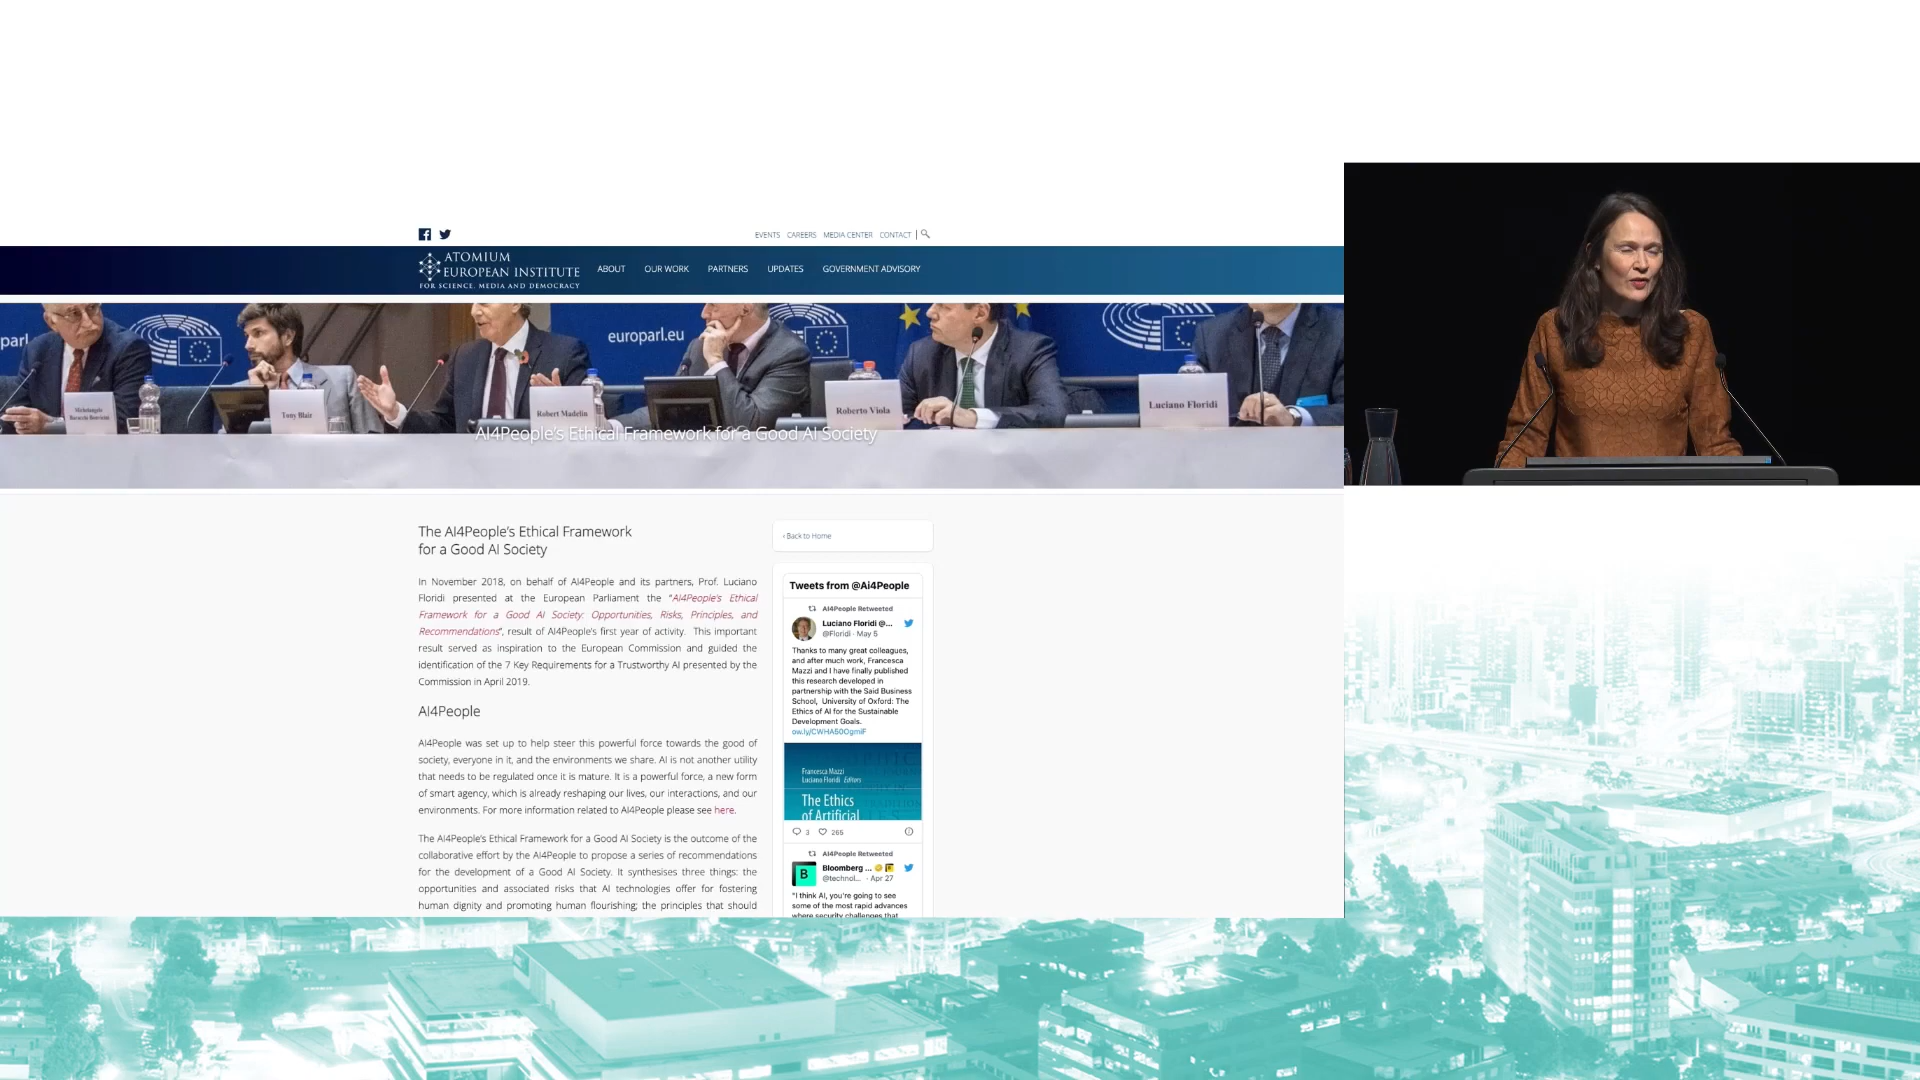 EVENTS CAREERS MEDIA CENTER CONTACT
ATOMIUM
EUROPEAN INSTITUTE
FOR SCIENCE, MEDIA AND DEMOCRACY
ABOUT OUR WORK PARTNERS UPDATES GOVERNMENT ADVISORY
parl
europarl.eu
Michelangelo
Baracchi Bonvicini
Tony Blair
Robert Madelin
Roberto Viola
Luciano Floridi
AI4People's Ethical Framework for a Good AI Society
The AI4People's Ethical Framework
for a Good AI Society
In November 2018, on behalf of AI4People and its partners, Prof. Luciano
Floridi presented at the European Parliament the "AI4People's Ethical
Framework for a Good AI Society: Opportunities, Risks, Principles, and
Recommendations", result of AI4People's first year of activity. This important
result served as inspiration to the European Commission and guided the
identification of the 7 Key Requirements for a Trustworthy AI presented by the
Commission in April 2019.
AI4People
AI4People was set up to help steer this powerful force towards the good of
society, everyone in it, and the environments we share. AI is not another utility
that needs to be regulated once it is mature. It is a powerful force, a new form
of smart agency, which is already reshaping our lives, our interactions, and our
environments. For more information related to AI4People please see here.
The AI4People's Ethical Framework for a Good AI Society is the outcome of the
collaborative effort by the AI4People to propose a series of recommendations
for the development of a Good AI Society. It synthesises three things: the
opportunities and associated risks that AI technologies offer for fostering
human dignity and promoting human flourishing; the principles that should
‹ Back to Home
Tweets from @Ai4People
AI4People Retweeted
Luciano Floridi @...
@Floridi · May 5
Thanks to many great colleagues,
and after much work, Francesca
Mazzi and I have finally published
this research developed in
partnership with the Said Business
School, University of Oxford: The
Ethics of AI for the Sustainable
Development Goals.
ow.ly/CWHA50OgmiF
Francesca Mazzi
Luciano Floridi Editors
The Ethics
of Artificial
3 265
AI4People Retweeted
B
Bloomberg ...
@technol... · Apr 27
"I think AI, you're going to see
some of the most rapid advances
where security challenges that